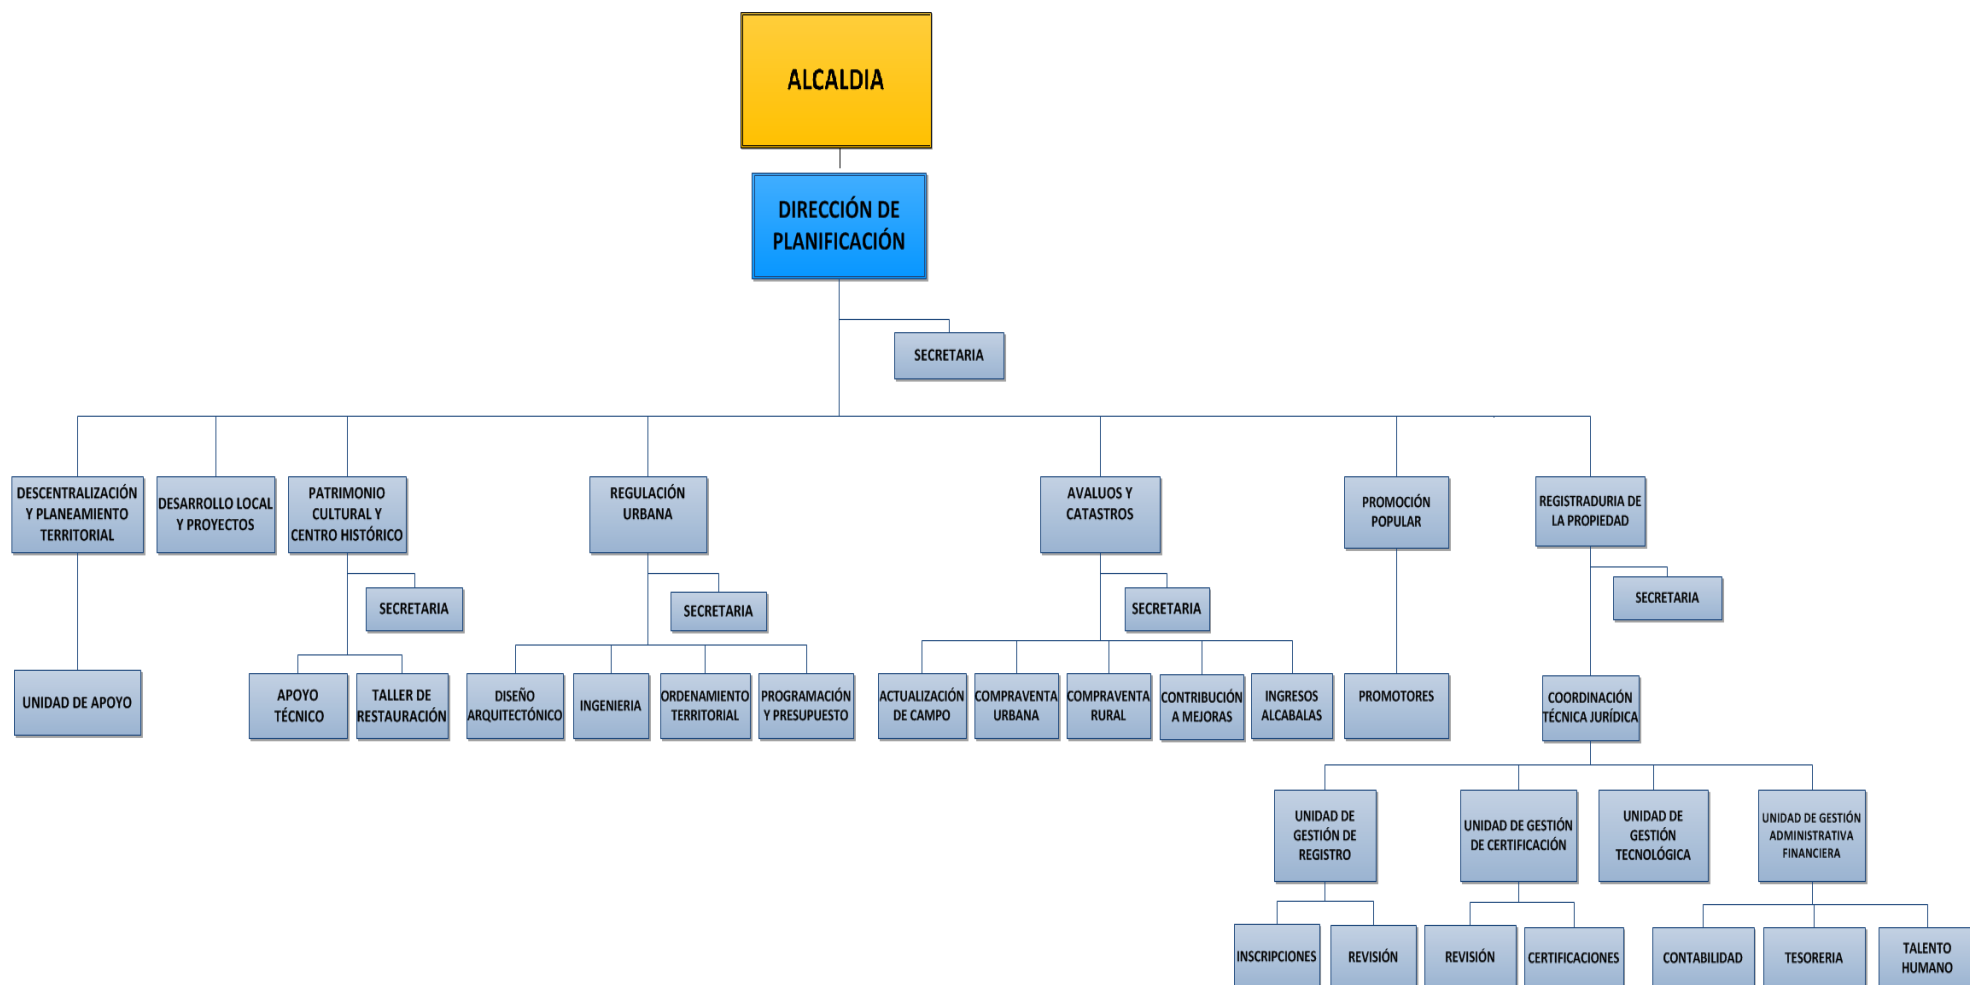 ALCALDIA
DIRECCIÓN DE
PLANIFICACIÓN
SECRETARIA
DESCENTRALIZACIÓN
Y PLANEAMIENTO
TERRITORIAL
DESARROLLO LOCAL
Y PROYECTOS
PATRIMONIO
CULTURAL Y
CENTRO HISTÓRICO
REGULACIÓN
URBANA
AVALUOS Y
CATASTROS
PROMOCIÓN
POPULAR
REGISTRADURIA DE
LA PROPIEDAD
SECRETARIA
SECRETARIA
SECRETARIA
SECRETARIA
UNIDAD DE APOYO
APOYO
TÉCNICO
TALLER DE
RESTAURACIÓN
DISEÑO
ARQUITECTÓNICO
INGENIERIA
ORDENAMIENTO
TERRITORIAL
PROGRAMACIÓN
Y PRESUPUESTO
ACTUALIZACIÓN
DE CAMPO
COMPRAVENTA
URBANA
COMPRAVENTA
RURAL
CONTRIBUCIÓN
A MEJORAS
INGRESOS
ALCABALAS
PROMOTORES
COORDINACIÓN
TÉCNICA JURÍDICA
UNIDAD DE
GESTIÓN DE
REGISTRO
UNIDAD DE GESTIÓN
DE CERTIFICACIÓN
UNIDAD DE
GESTIÓN
TECNOLÓGICA
UNIDAD DE GESTIÓN
ADMINISTRATIVA
FINANCIERA
INSCRIPCIONES
REVISIÓN
REVISIÓN
CERTIFICACIONES
CONTABILIDAD
TESORERIA
TALENTO
HUMANO